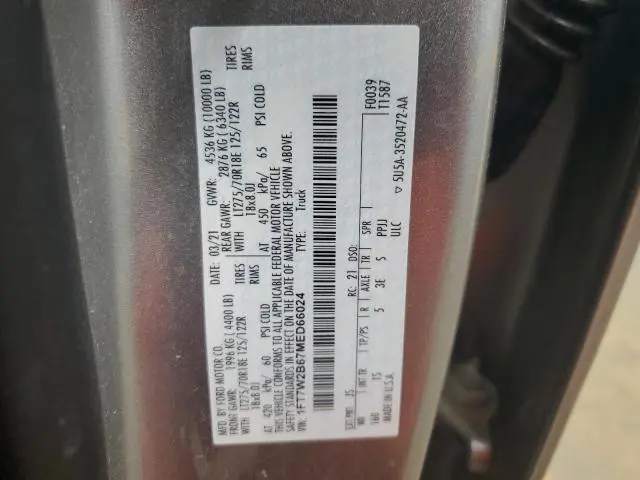 MFD. BY FORD MOTOR CO.
DATE: 03/21 GVWR: 4536 KG (10000 LB)
FRONT GAWR: 1996 KG (4400 LB) REAR GAWR: 2876 KG (6340 LB)
WITH LT275/70R18E 125/122R TIRES WITH LT275/70R18E 125/122R TIRES
18x8.0J RIMS 18x8.0J RIMS
AT 420 kPa/ 60 PSI COLD AT 450 kPa/ 65 PSI COLD
THIS VEHICLE CONFORMS TO ALL APPLICABLE FEDERAL MOTOR VEHICLE
SAFETY STANDARDS IN EFFECT ON THE DATE OF MANUFACTURE SHOWN ABOVE.
VIN: 1FT7W2B67MED66024 TYPE: Truck
F0039
T1587
EXT PNT: JS RC: 21 DSO:
WB INT TR TP/PS R AXLE TR SPR
160 TS 5 3E S PPJJ
MADE IN U.S.A. ULC
5U5A-3520472-AA